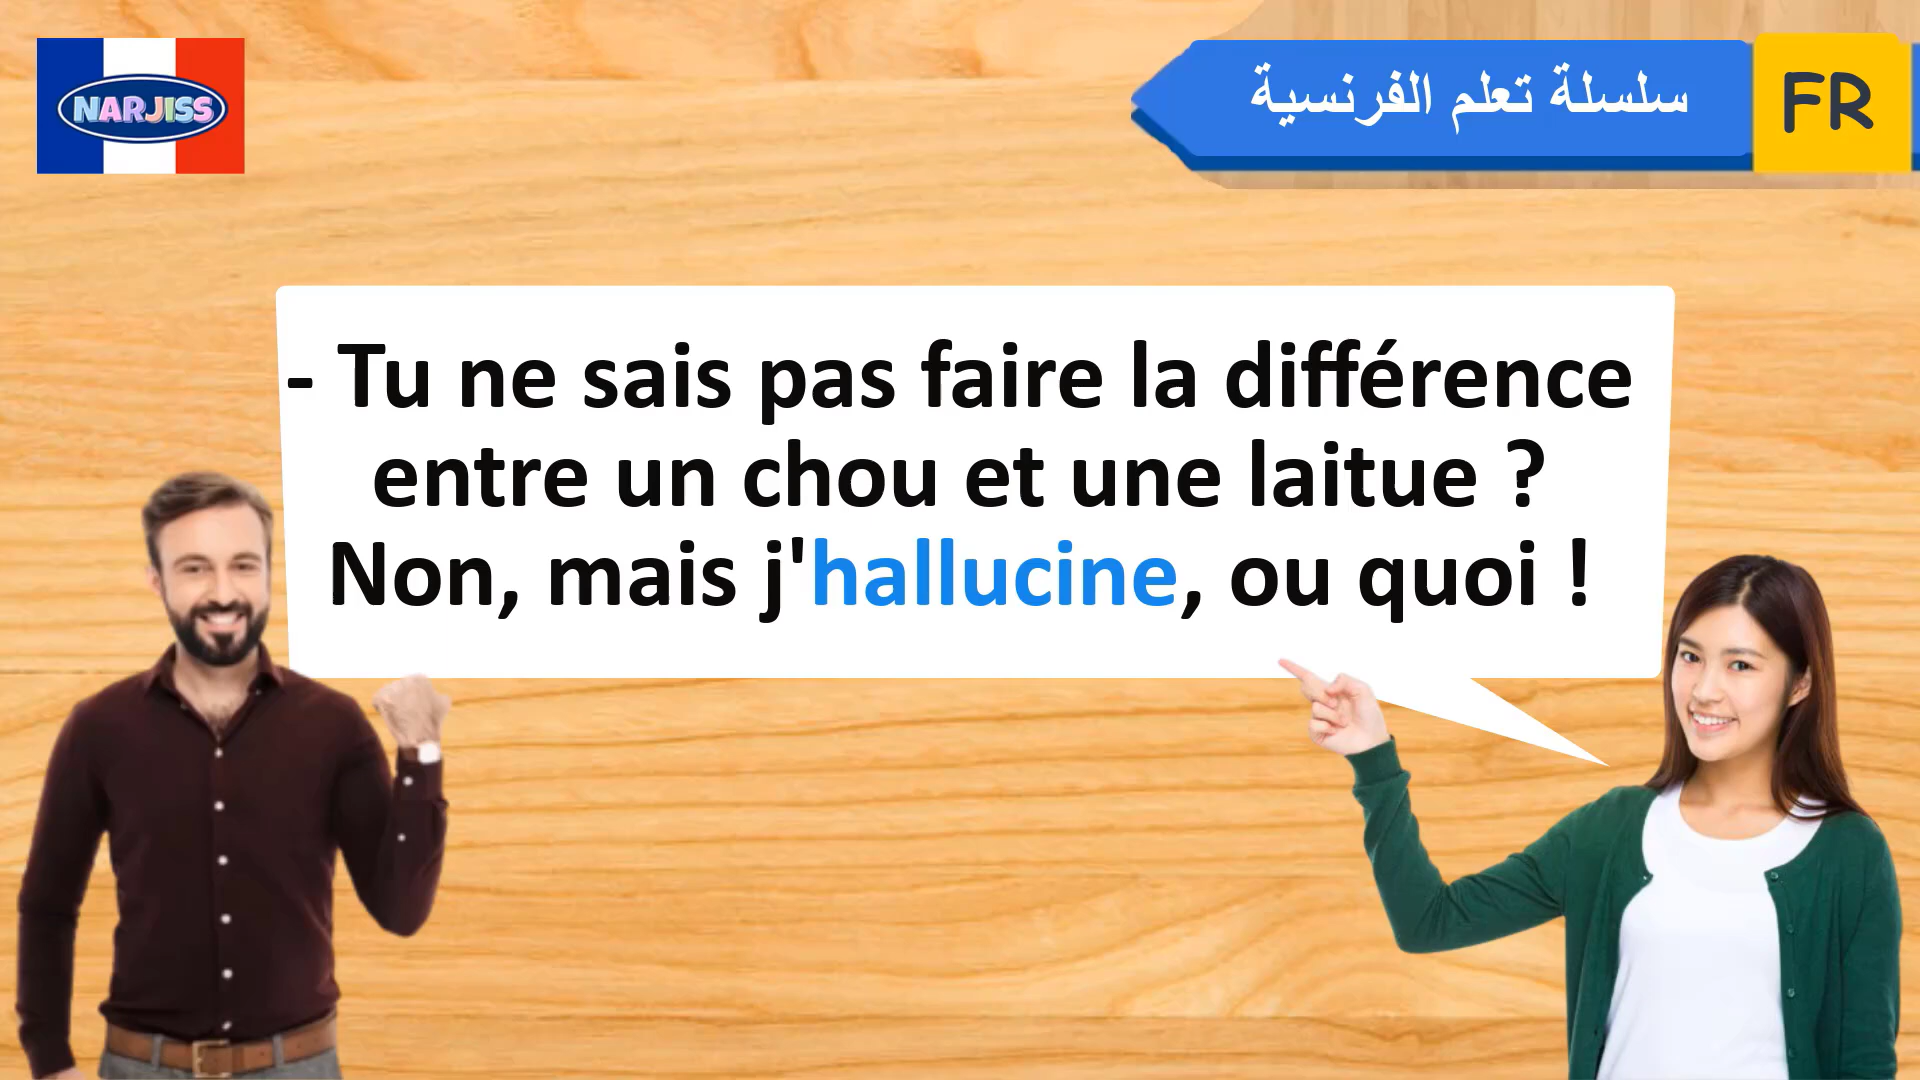 NARJISS
سلسلة تعلم الفرنسية
FR
- Tu ne sais pas faire la différence
entre un chou et une laitue ?
Non, mais j'hallucine, ou quoi !